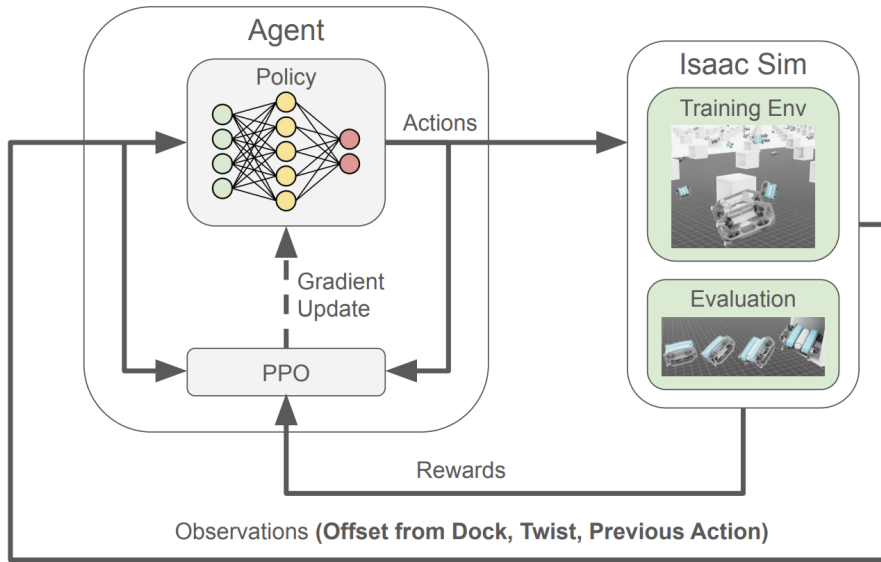 Agent
Policy
Actions
Gradient
Update
PPO
Isaac Sim
Training Env
Evaluation
Rewards
Observations (Offset from Dock, Twist, Previous Action)